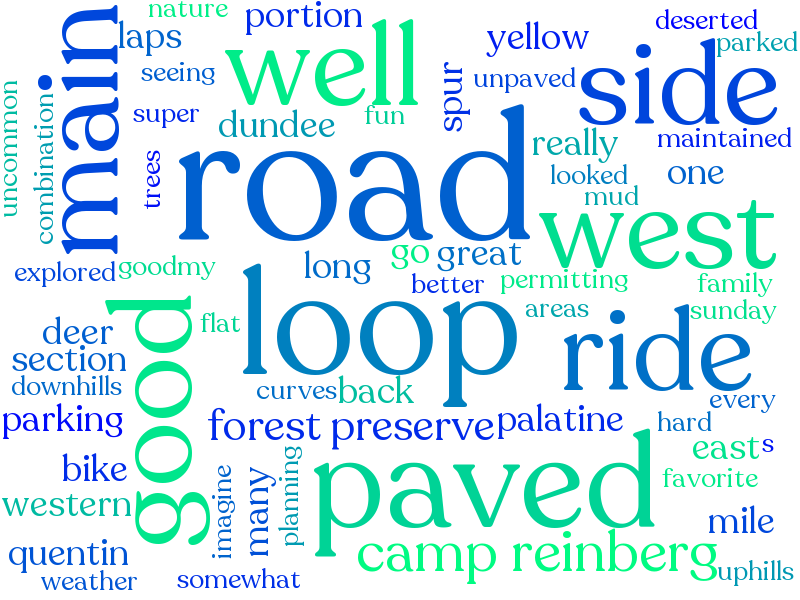 nature
portion
deserted
laps
well
yellow
parked
main
seeing
side
super
spur
unpaved
uncommon
combination
dundee
fun
road
really
maintained
trees
looked
one
mud
west
go
great
explored
goodmy
long
better
permitting
family
areas
sunday
good
flat
loop
ride
deer
section
downhills
curves
back
every
parking
forest preserve
palatine
hard
bike
imagine
many
planning
paved
east
s
western
favorite
quentin
camp reinberg
mile
weather
somewhat
uphills